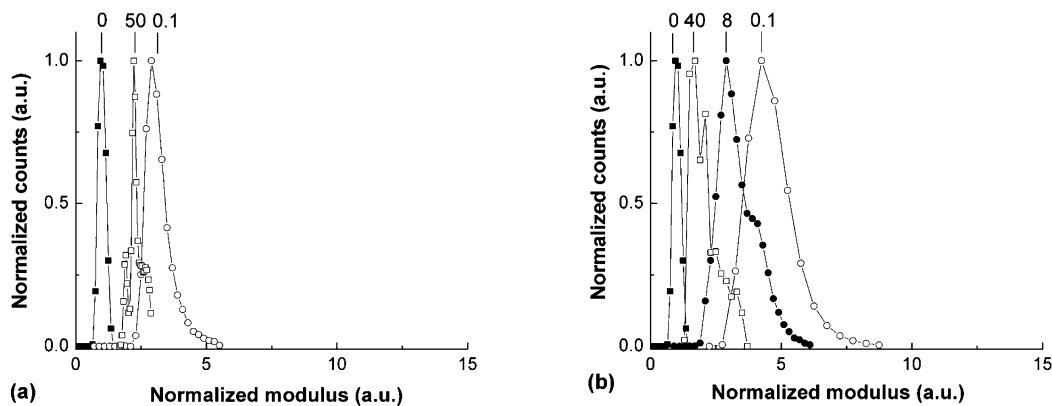 0 50 0.1
1.0
0.5
0.0
0 5 10 15
Normalized counts (a.u.)
Normalized modulus (a.u.)
(a)
0 40 8 0.1
1.0
0.5
0.0
0 5 10 15
Normalized counts (a.u.)
Normalized modulus (a.u.)
(b)